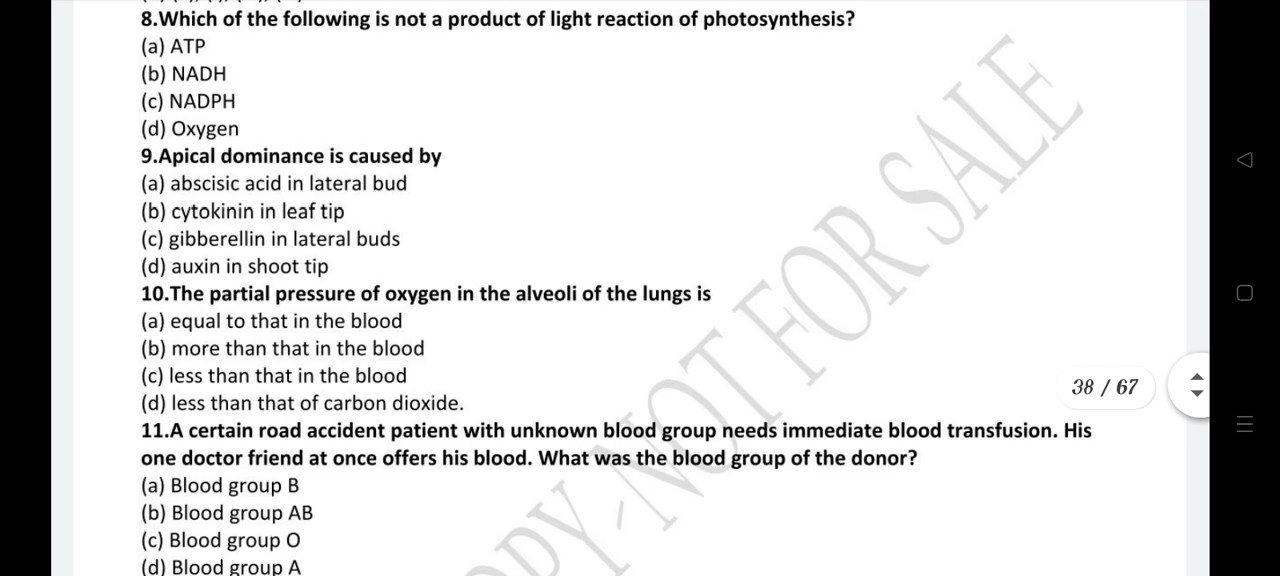 8.Which of the following is not a product of light reaction of photosynthesis?
(a) ATP
(b) NADH
(c) NADPH
(d) Oxygen
9.Apical dominance is caused by
(a) abscisic acid in lateral bud
(b) cytokinin in leaf tip
(c) gibberellin in lateral buds
(d) auxin in shoot tip
10.The partial pressure of oxygen in the alveoli of the lungs is
(a) equal to that in the blood
(b) more than that in the blood
(c) less than that in the blood
(d) less than that of carbon dioxide.
38 / 67
11.A certain road accident patient with unknown blood group needs immediate blood transfusion. His
one doctor friend at once offers his blood. What was the blood group of the donor?
(a) Blood group B
(b) Blood group AB
(c) Blood group O
(d) Blood group A
PY-NOT FOR SALE